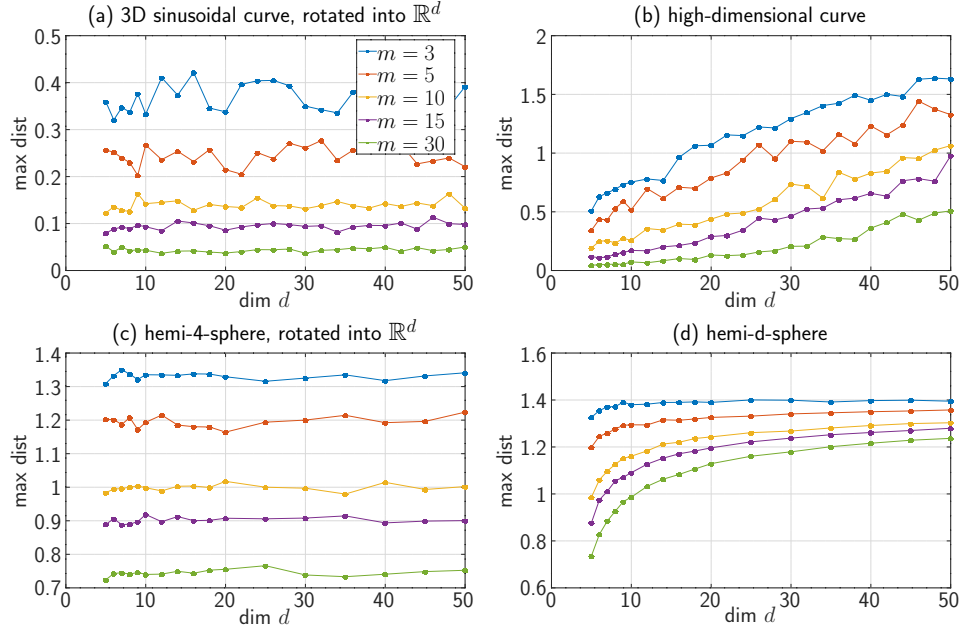 (a) 3D sinusoidal curve, rotated into ℝ^d
0.5
0.4
0.3
0.2
0.1
0
max dist
0 10 20 30 40 50
dim d
m = 3
m = 5
m = 10
m = 15
m = 30
(b) high-dimensional curve
2
1.5
1
0.5
0
max dist
0 10 20 30 40 50
dim d
(c) hemi-4-sphere, rotated into ℝ^d
1.4
1.3
1.2
1.1
1
0.9
0.8
0.7
max dist
0 10 20 30 40 50
dim d
(d) hemi-d-sphere
1.6
1.4
1.2
1
0.8
0.6
max dist
0 10 20 30 40 50
dim d